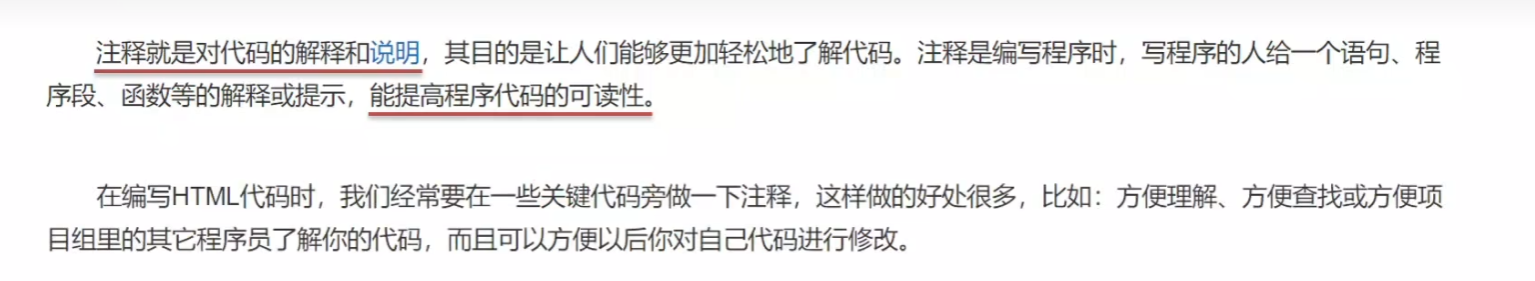 注释就是对代码的解释和说明，其目的是让人们能够更加轻松地了解代码。注释是编写程序时，写程序的人给一个语句、程
序段、函数等的解释或提示，能提高程序代码的可读性。
在编写HTML代码时，我们经常要在一些关键代码旁做一下注释，这样做的好处很多，比如：方便理解、方便查找或方便项
目组里的其它程序员了解你的代码，而且可以方便以后你对自己代码进行修改。